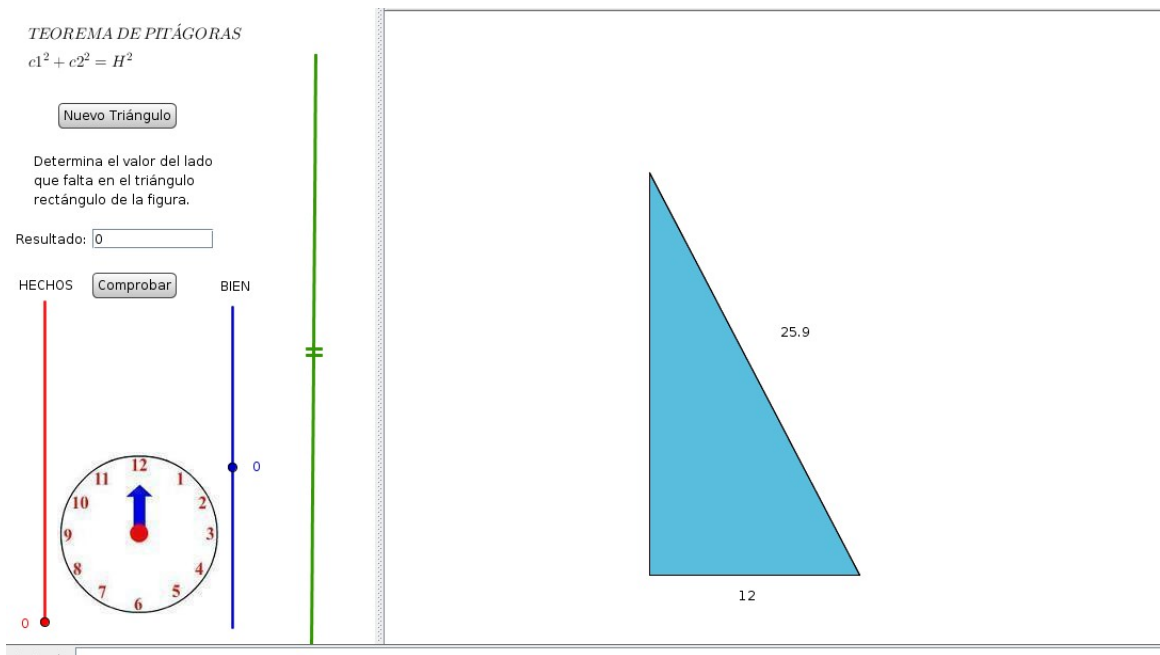 TEOREMA DE PITÁGORAS
c1² + c2² = H²
Nuevo Triángulo
Determina el valor del lado
que falta en el triángulo
rectángulo de la figura.
Resultado: 0
HECHOS
Comprobar
BIEN
0
12
1
2
3
4
5
6
7
8
9
10
11
0
25.9
12